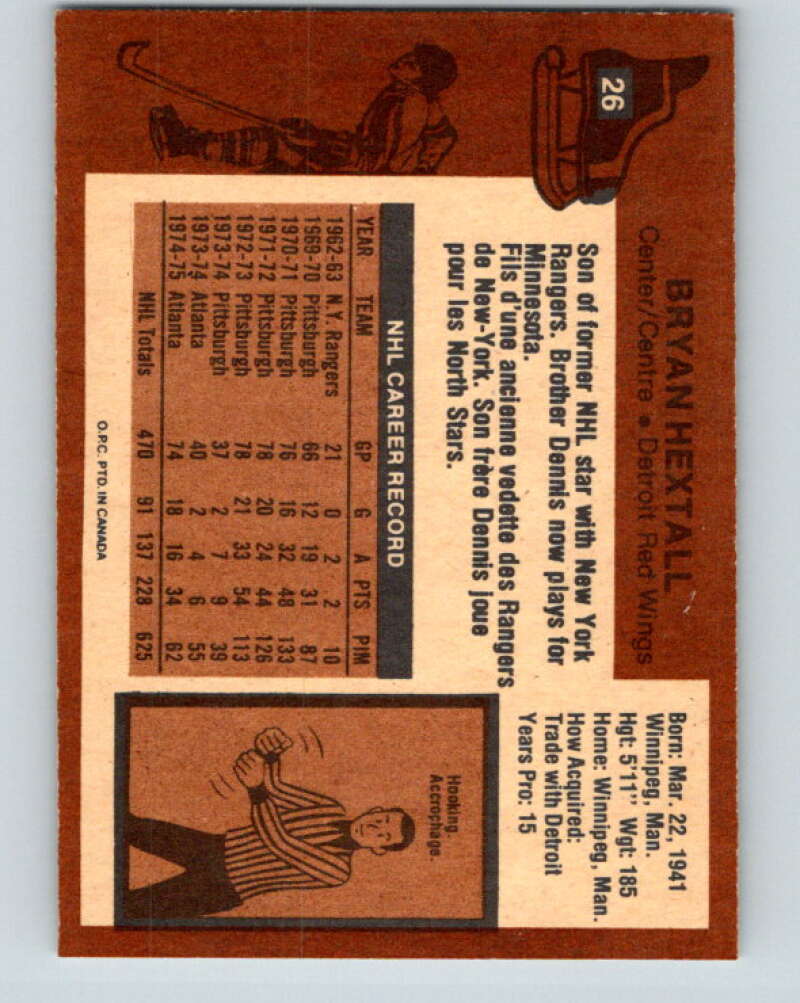 26
BRYAN HEXTALL
Center/Centre • Detroit Red Wings
Son of former NHL star with New York
Rangers. Brother Dennis now plays for
Minnesota.
Fils d'une ancienne vedette des Rangers
de New-York. Son frère Dennis joue
pour les North Stars.
Born: Mar. 22, 1941
Winnipeg, Man.
Hgt: 5'11" Wgt: 185
Home: Winnipeg, Man.
How Acquired:
Trade with Detroit
Years Pro: 15
NHL CAREER RECORD
YEAR TEAM GP G A PTS PIM
1962-63 N.Y. Rangers 21 0 2 2 10
1969-70 Pittsburgh 66 12 19 31 87
1970-71 Pittsburgh 76 16 32 48 133
1971-72 Pittsburgh 78 20 24 44 126
1972-73 Pittsburgh 78 21 33 54 113
1973-74 Pittsburgh 37 2 7 9 39
1973-74 Atlanta 40 2 4 6 55
1974-75 Atlanta 74 18 16 34 62
NHL Totals 470 91 137 228 625
Hooking.
Accrophage.
O.P.C. PTD. IN CANADA